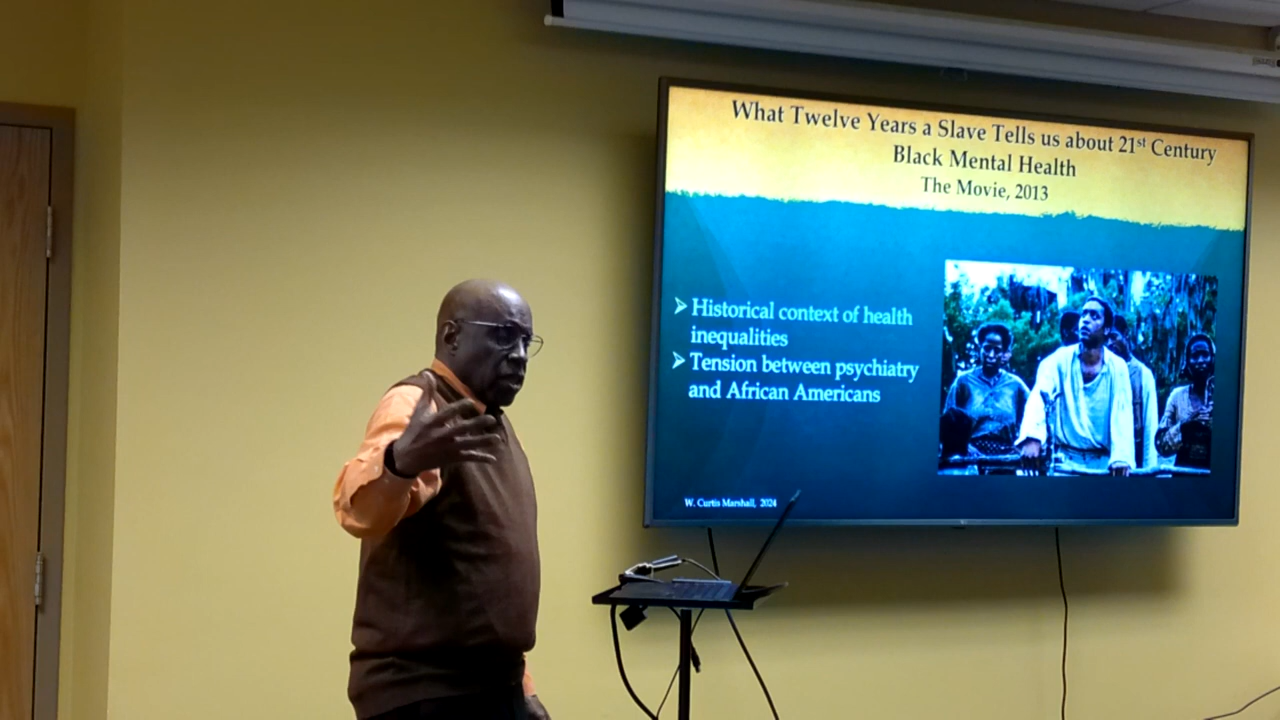 What Twelve Years a Slave Tells us about 21st Century
Black Mental Health
The Movie, 2013
➢ Historical context of health
inequalities
➢ Tension between psychiatry
and African Americans
W. Curtis Marshall, 2024